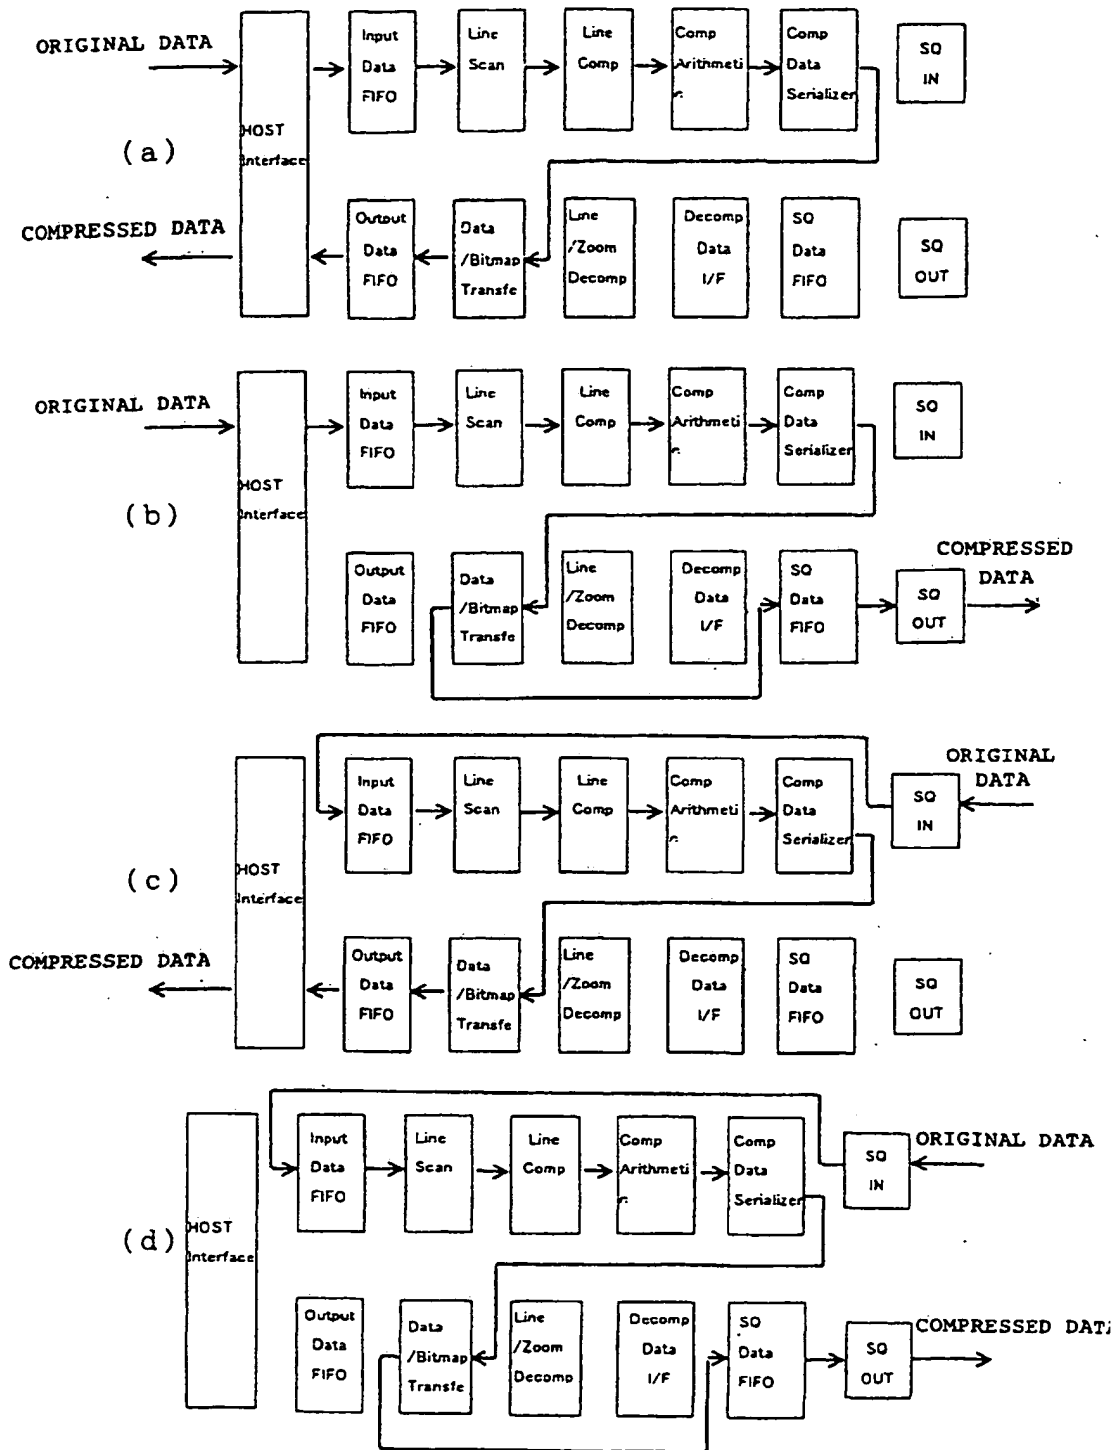 ORIGINAL DATA
(a)
COMPRESSED DATA
HOST
Interface
Input
Data
FIFO
Line
Scan
Line
Comp
Comp
Arithmeti
c
Comp
Data
Serializer
SQ
IN
Output
Data
FIFO
Data
/Bitmap
Transfe
Line
/Zoom
Decomp
Decomp
Data
I/F
SQ
Data
FIFO
SQ
OUT
ORIGINAL DATA
(b)
HOST
Interface
Input
Data
FIFO
Line
Scan
Line
Comp
Comp
Arithmeti
c
Comp
Data
Serializer
SQ
IN
Output
Data
FIFO
Data
/Bitmap
Transfe
Line
/Zoom
Decomp
Decomp
Data
I/F
SQ
Data
FIFO
SQ
OUT
COMPRESSED
DATA
(c)
COMPRESSED DATA
HOST
Interface
Input
Data
FIFO
Line
Scan
Line
Comp
Comp
Arithmeti
c
Comp
Data
Serializer
SQ
IN
ORIGINAL
DATA
Output
Data
FIFO
Data
/Bitmap
Transfe
Line
/Zoom
Decomp
Decomp
Data
I/F
SQ
Data
FIFO
SQ
OUT
(d)
HOST
Interface
Input
Data
FIFO
Line
Scan
Line
Comp
Comp
Arithmeti
c
Comp
Data
Serializer
SQ
IN
ORIGINAL DATA
Output
Data
FIFO
Data
/Bitmap
Transfe
Line
/Zoom
Decomp
Decomp
Data
I/F
SQ
Data
FIFO
SQ
OUT
COMPRESSED DATA